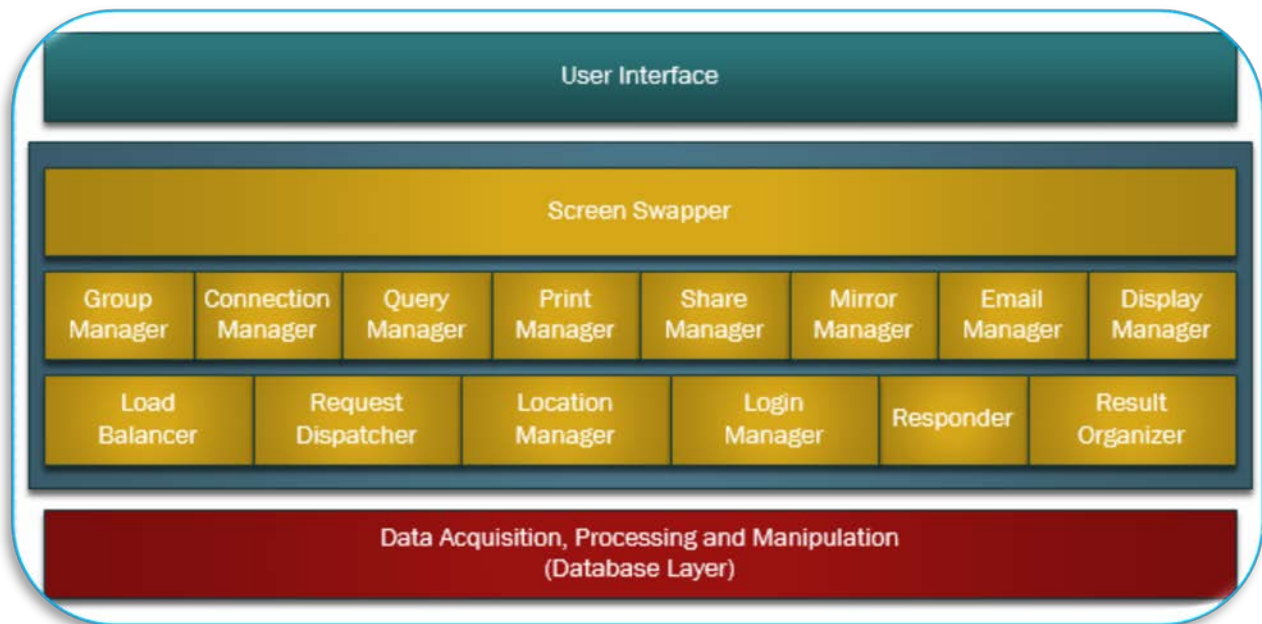 User Interface
Screen Swapper
Group
Manager
Connection
Manager
Query
Manager
Print
Manager
Share
Manager
Mirror
Manager
Email
Manager
Display
Manager
Load
Balancer
Request
Dispatcher
Location
Manager
Login
Manager
Responder
Result
Organizer
Data Acquisition, Processing and Manipulation
(Database Layer)